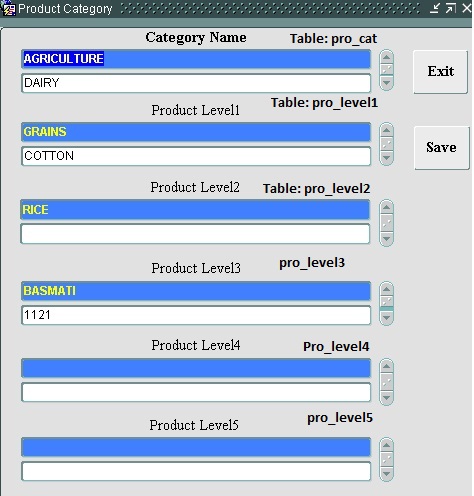 Product Category
Category Name Table: pro_cat
AGRICULTURE
DAIRY
Exit
Product Level1 Table: pro_level1
GRAINS
COTTON
Save
Product Level2 Table: pro_level2
RICE
Product Level3 pro_level3
BASMATI
1121
Product Level4 Pro_level4
Product Level5 pro_level5